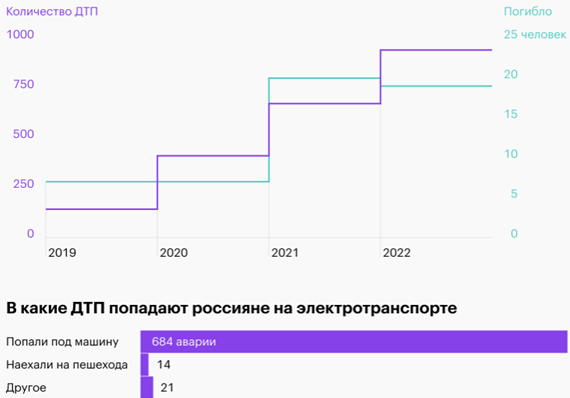 Количество ДТП Погибло
1000 25 человек
750 20
500 15
250 10
0 5
0
2019 2020 2021 2022
В какие ДТП попадают россияне на электротранспорте
Попали под машину 684 аварии
Наехали на пешехода 14
Другое 21